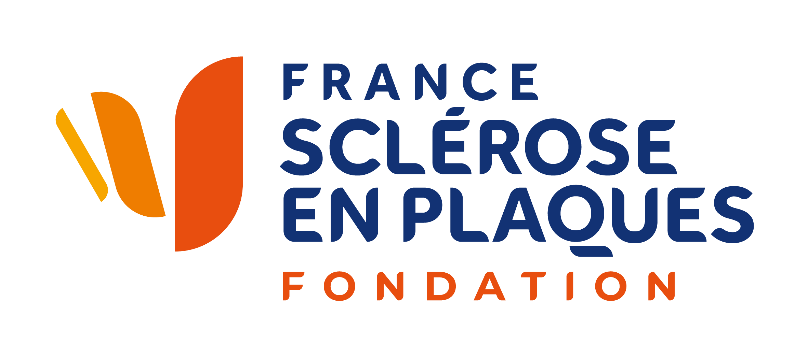 FRANCE
SCLÉROSE
EN PLAQUES
FONDATION